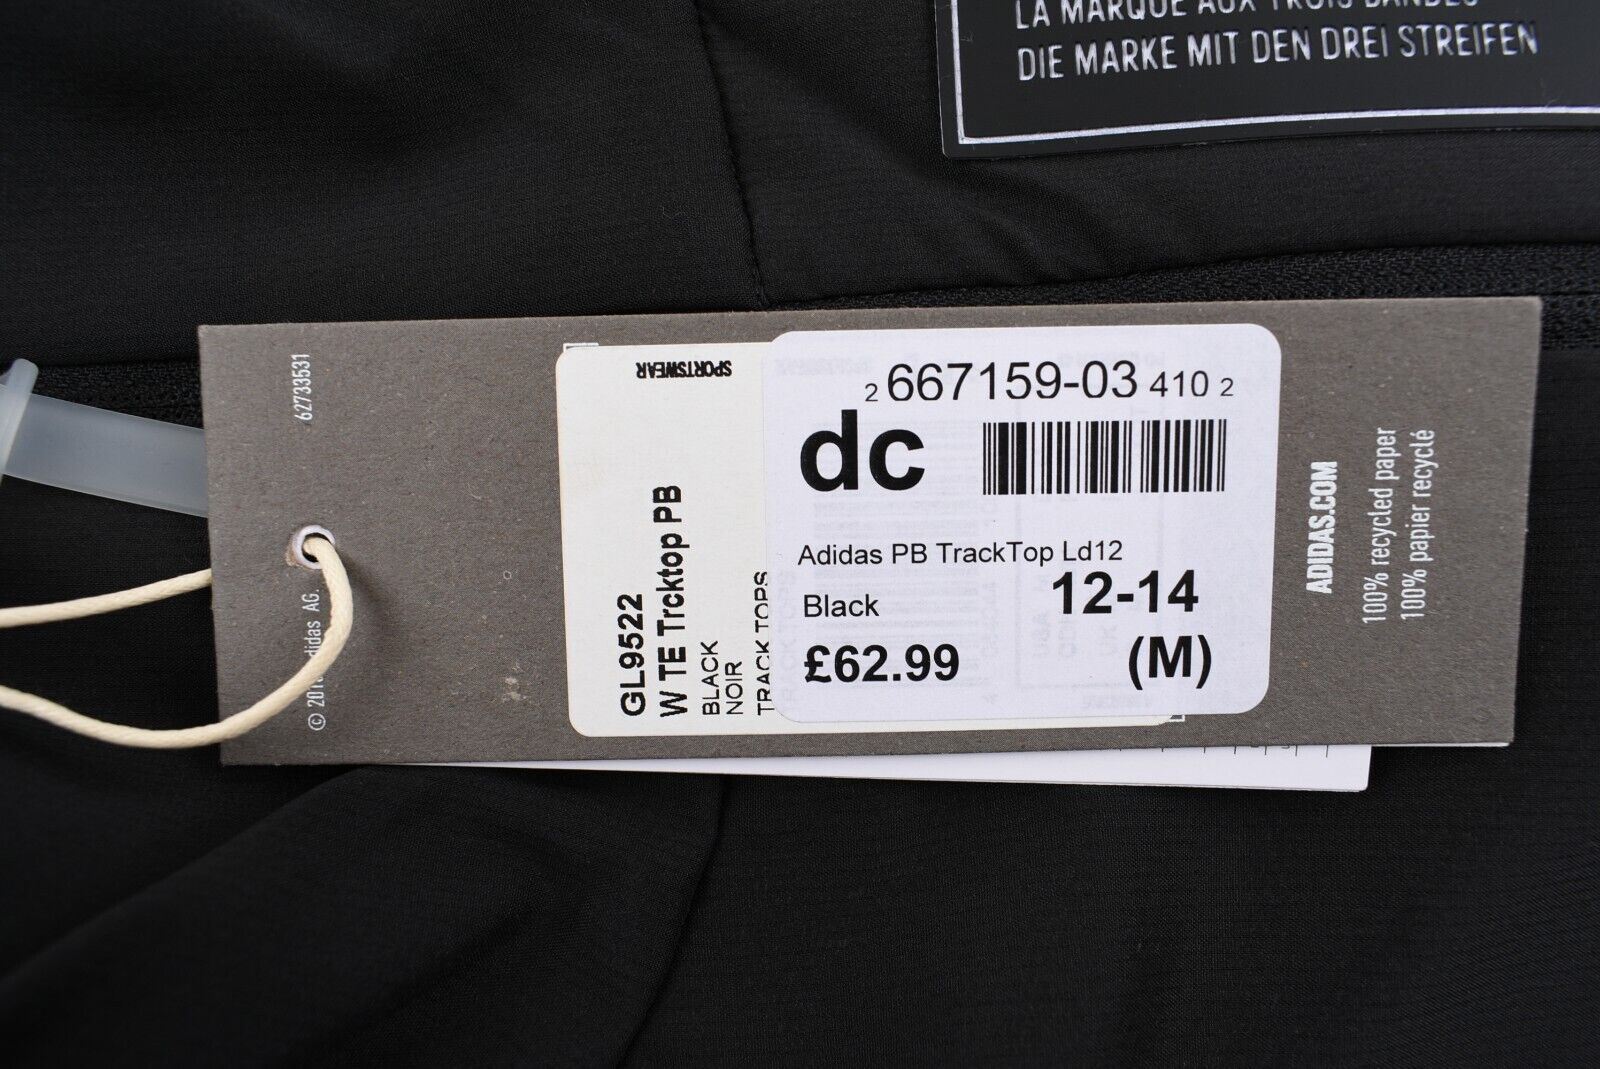 LA MARQUE AUX TROIS BANDES
DIE MARKE MIT DEN DREI STREIFEN
62733531
SPORTSWEAR
2 667159-03 410 2
dc
Adidas PB TrackTop Ld12
Black 12-14
£62.99 (M)
GL9522
W TE Trcktop PB
BLACK
NOIR
TRACK TOPS
ADIDAS.COM
100% recycled paper
100% papier recyclé
© AG.